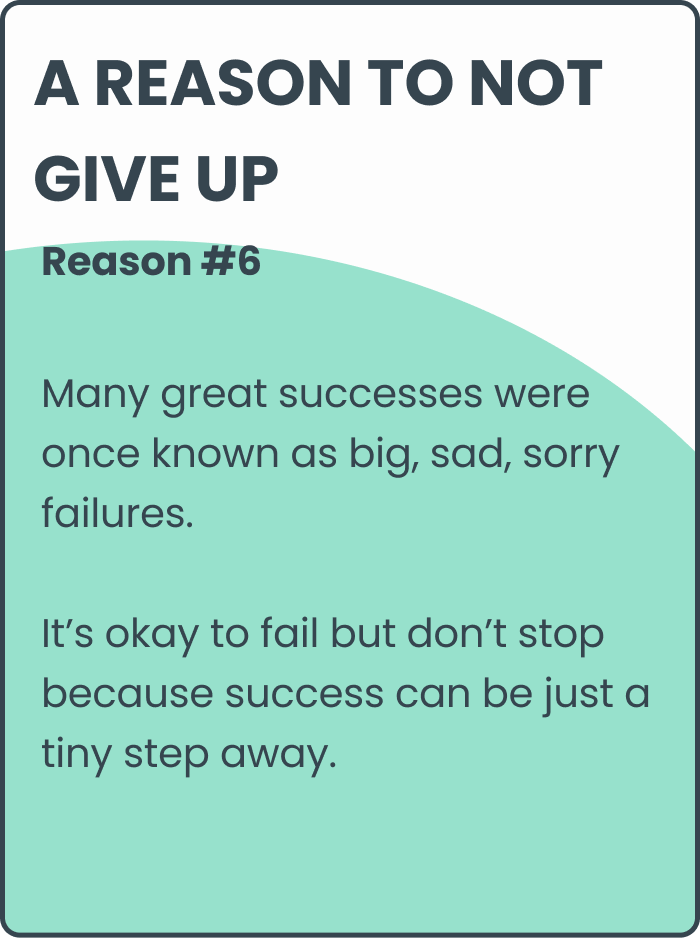 A REASON TO NOT
GIVE UP
Reason #6
Many great successes were
once known as big, sad, sorry
failures.
It’s okay to fail but don’t stop
because success can be just a
tiny step away.